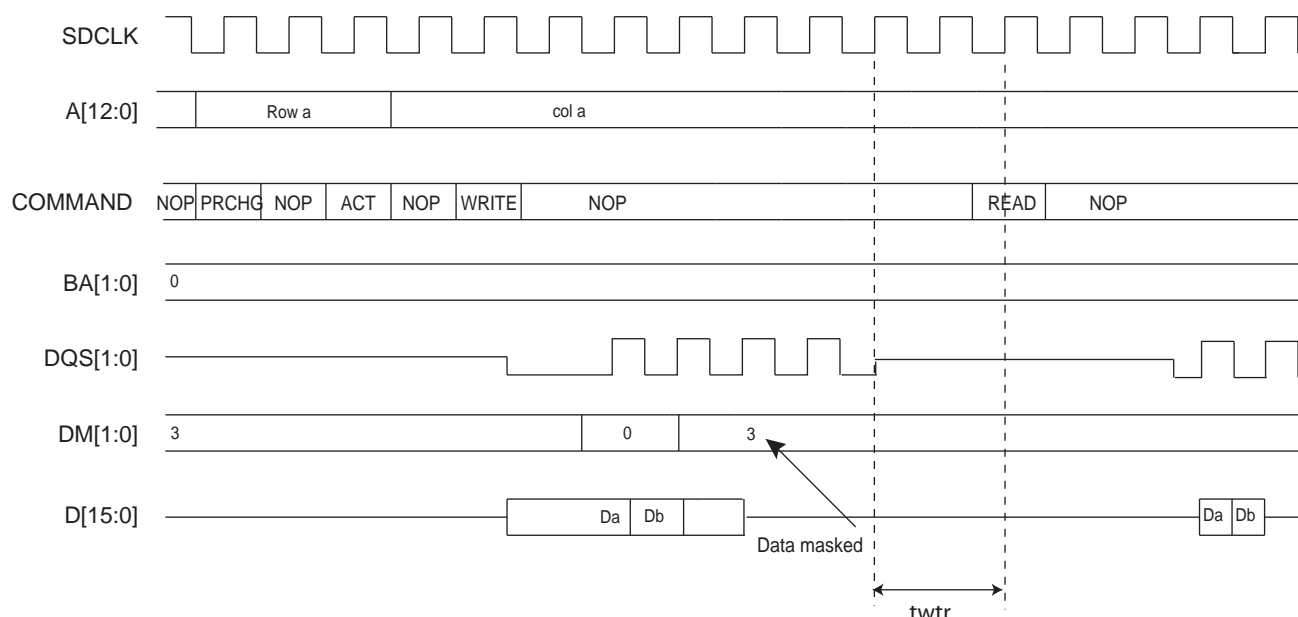 SDCLK
A[12:0] Row a col a
COMMAND NOP PRCHG NOP ACT NOP WRITE NOP READ NOP
BA[1:0] 0
DQS[1:0]
DM[1:0] 3 0 3
D[15:0] Da Db Da Db
Data masked
twtr